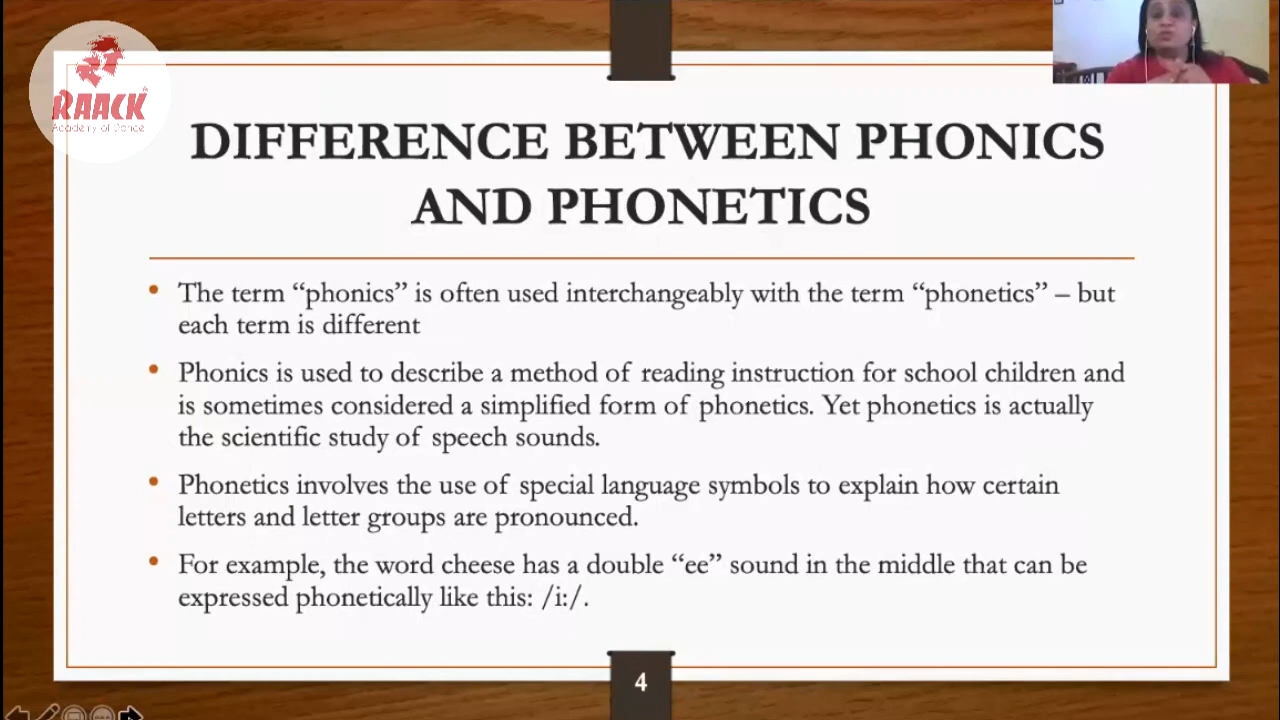 RAACK
Academy of Dance
DIFFERENCE BETWEEN PHONICS
AND PHONETICS
• The term “phonics” is often used interchangeably with the term “phonetics” – but
each term is different
• Phonics is used to describe a method of reading instruction for school children and
is sometimes considered a simplified form of phonetics. Yet phonetics is actually
the scientific study of speech sounds.
• Phonetics involves the use of special language symbols to explain how certain
letters and letter groups are pronounced.
• For example, the word cheese has a double “ee” sound in the middle that can be
expressed phonetically like this: /i:/.
4